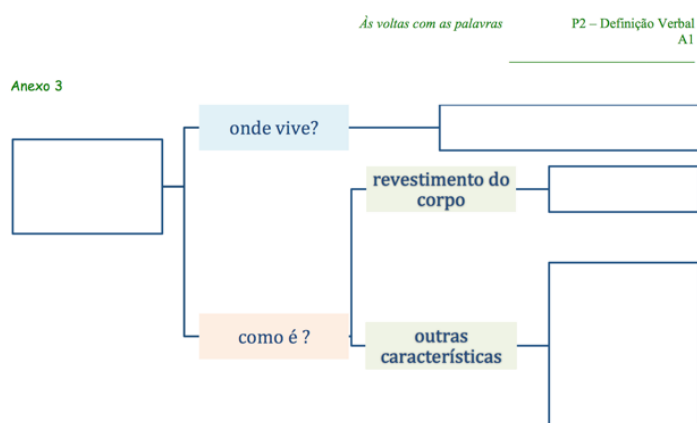 Às voltas com as palavras
P2 – Definição Verbal
A1
Anexo 3
onde vive?
revestimento do
corpo
como é ?
outras
características